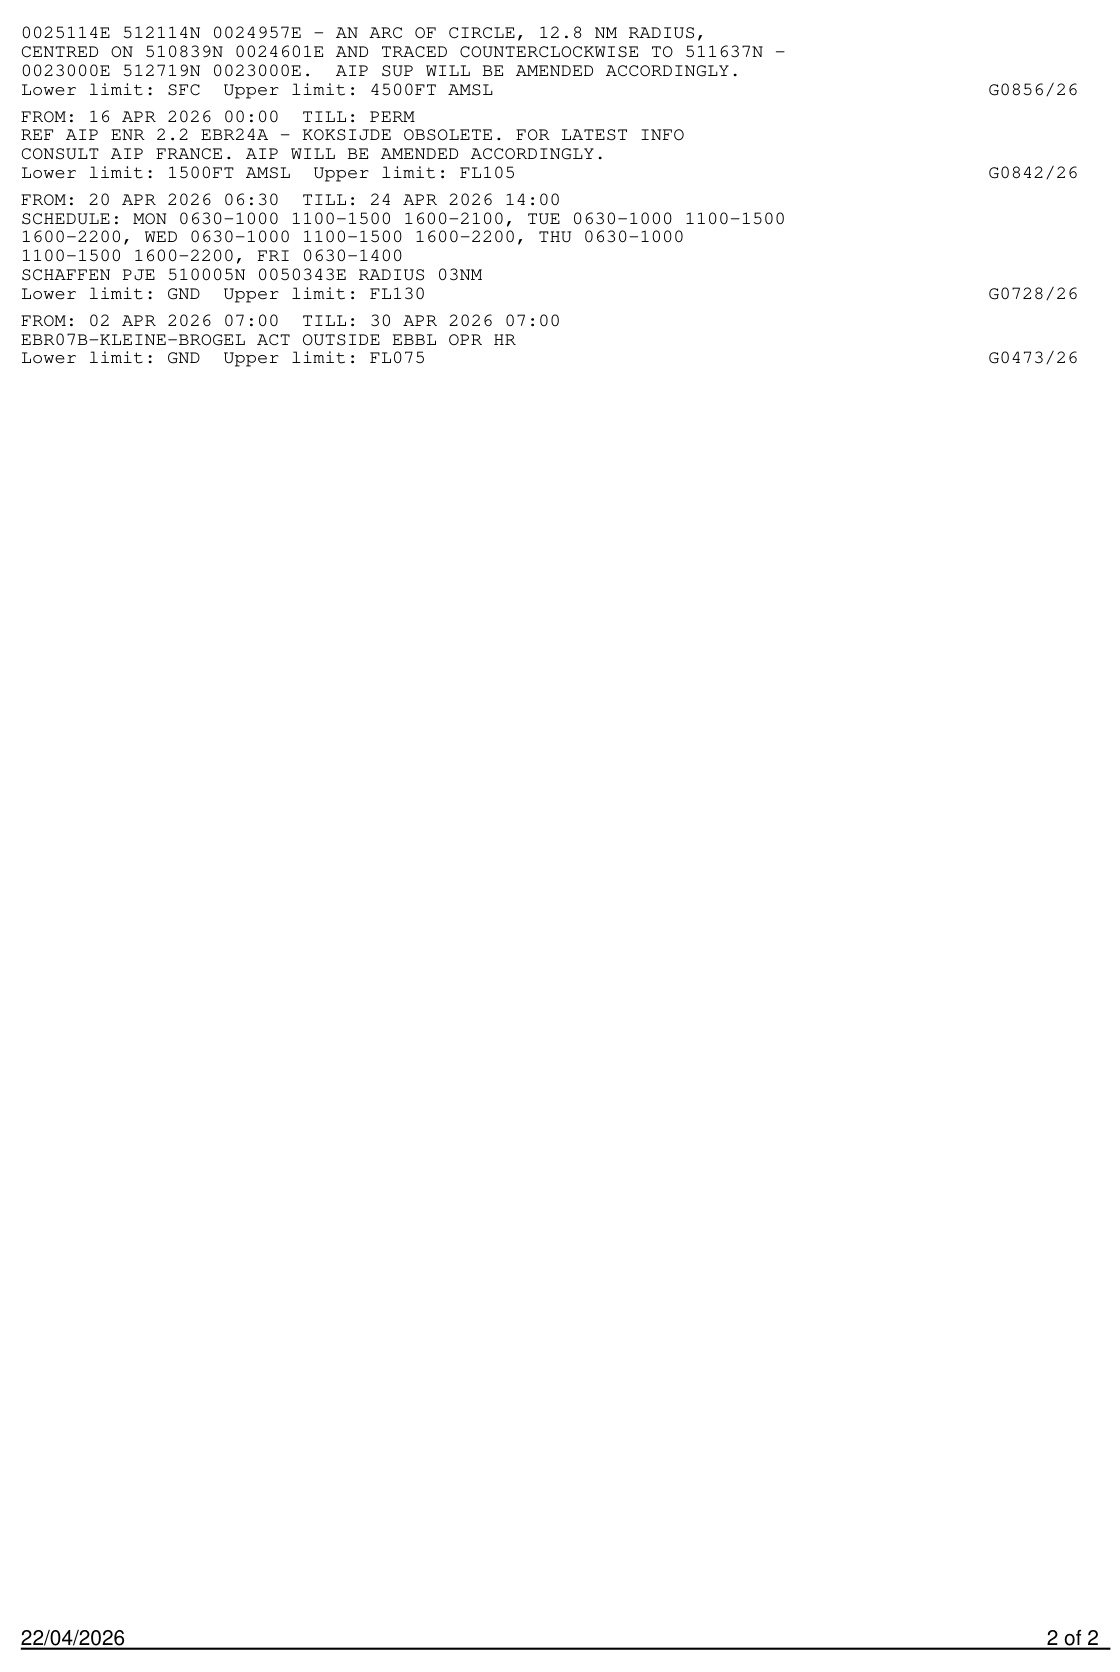 0025114E 512114N 0024957E - AN ARC OF CIRCLE, 12.8 NM RADIUS,
CENTRED ON 510839N 0024601E AND TRACED COUNTERCLOCKWISE TO 511637N -
0023000E 512719N 0023000E.  AIP SUP WILL BE AMENDED ACCORDINGLY.
Lower limit: SFC  Upper limit: 4500FT AMSL G0856/26
FROM: 16 APR 2026 00:00  TILL: PERM
REF AIP ENR 2.2 EBR24A - KOKSIJDE OBSOLETE. FOR LATEST INFO
CONSULT AIP FRANCE. AIP WILL BE AMENDED ACCORDINGLY.
Lower limit: 1500FT AMSL  Upper limit: FL105 G0842/26
FROM: 20 APR 2026 06:30  TILL: 24 APR 2026 14:00
SCHEDULE: MON 0630-1000 1100-1500 1600-2100, TUE 0630-1000 1100-1500
1600-2200, WED 0630-1000 1100-1500 1600-2200, THU 0630-1000
1100-1500 1600-2200, FRI 0630-1400
SCHAFFEN PJE 510005N 0050343E RADIUS 03NM
Lower limit: GND  Upper limit: FL130 G0728/26
FROM: 02 APR 2026 07:00  TILL: 30 APR 2026 07:00
EBR07B-KLEINE-BROGEL ACT OUTSIDE EBBL OPR HR
Lower limit: GND  Upper limit: FL075 G0473/26
22/04/2026 2 of 2